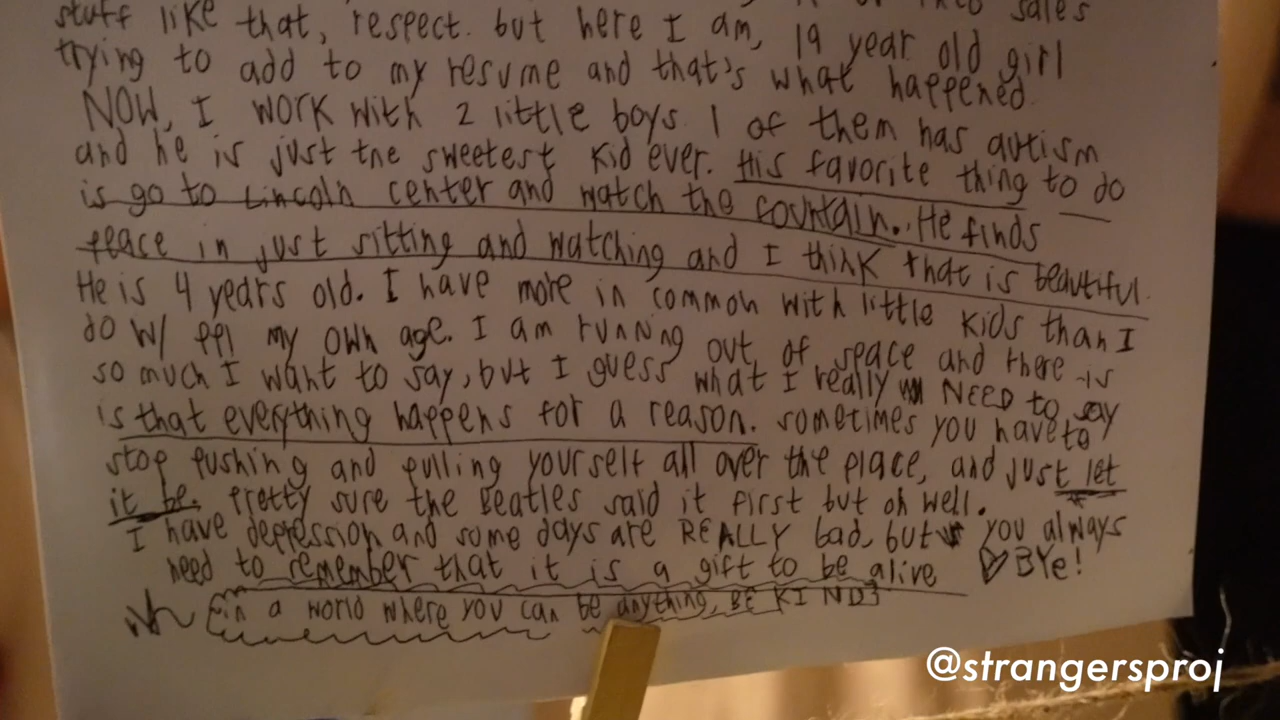 sales
stuff like that, respect. but here I am, 19 year old girl
trying to add to my resume and that's what happened
NOW, I work with 2 little boys. 1 of them has autism
and he is just the sweetest kid ever. His favorite thing to do
is go to Lincoln center and watch the fountain. He finds
peace in just sitting and watching and I think that is beautiful.
He is 4 years old. I have more in common with little kids than I
do w/ ppl my own age. I am running out of space and there is
so much I want to say, but I guess what I really NEED to say
is that everything happens for a reason. sometimes you have to
stop pushing and pulling yourself all over the place, and just let
it be. Pretty sure the Beatles said it first but oh well.
I have depression and some days are REALLY bad, but you always
need to remember that it is a gift to be alive ♡ BYe!
in a world where you can be anything, BE KIND
@strangersproj